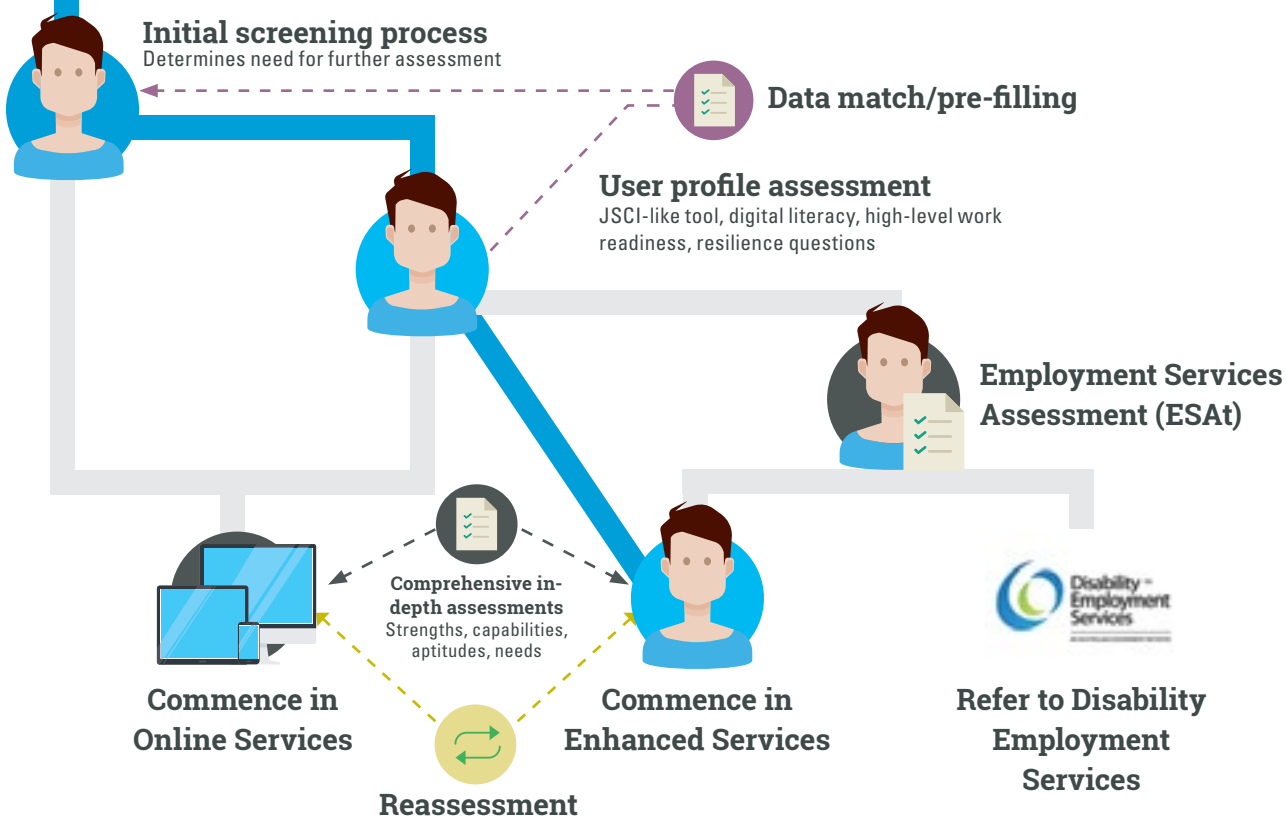 Initial screening process
Determines need for further assessment
Data match/pre-filling
User profile assessment
JSCI-like tool, digital literacy, high-level work
readiness, resilience questions
Employment Services
Assessment (ESAt)
Comprehensive in-
depth assessments
Strengths, capabilities,
aptitudes, needs
Disability
Employment
Services
Commence in
Online Services
Commence in
Enhanced Services
Refer to Disability
Employment
Services
Reassessment